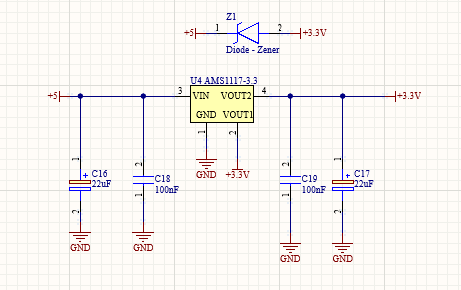 Z1
+5 1 2 +3.3V
Diode - Zener
U4 AMS1117-3.3
+5 3 VIN VOUT2 4 +3.3V
GND VOUT1
1 2
GND +3.3V
1 2 2 1
C16 C18 C19 C17
22uF 100nF 100nF 22uF
2 1 1 2
GND GND GND GND